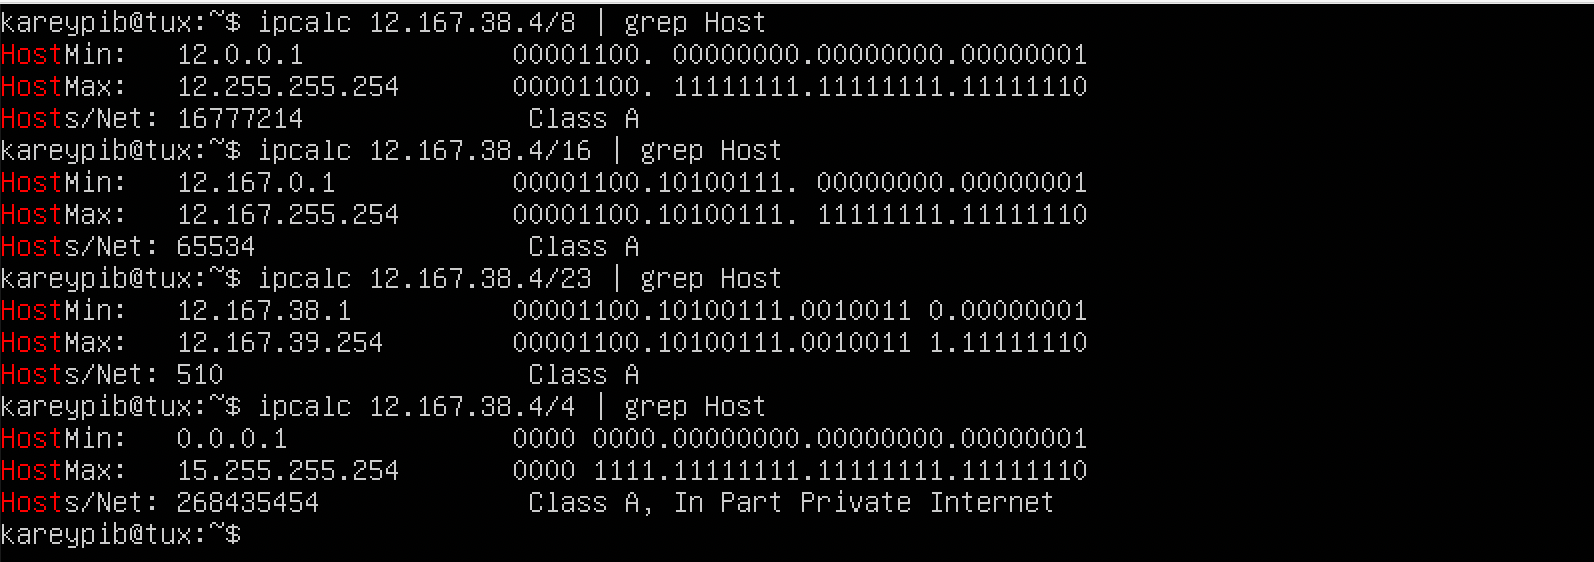 kareypib@tux:~$ ipcalc 12.167.38.4/8 | grep Host
HostMin:   12.0.0.1             00001100. 00000000.00000000.00000001
HostMax:   12.255.255.254       00001100. 11111111.11111111.11111110
Hosts/Net: 16777214              Class A
kareypib@tux:~$ ipcalc 12.167.38.4/16 | grep Host
HostMin:   12.167.0.1           00001100.10100111. 00000000.00000001
HostMax:   12.167.255.254       00001100.10100111. 11111111.11111110
Hosts/Net: 65534                 Class A
kareypib@tux:~$ ipcalc 12.167.38.4/23 | grep Host
HostMin:   12.167.38.1          00001100.10100111.0010011 0.00000001
HostMax:   12.167.39.254        00001100.10100111.0010011 1.11111110
Hosts/Net: 510                   Class A
kareypib@tux:~$ ipcalc 12.167.38.4/4 | grep Host
HostMin:   0.0.0.1              0000 0000.00000000.00000000.00000001
HostMax:   15.255.255.254       0000 1111.11111111.11111111.11111110
Hosts/Net: 268435454             Class A, In Part Private Internet
kareypib@tux:~$